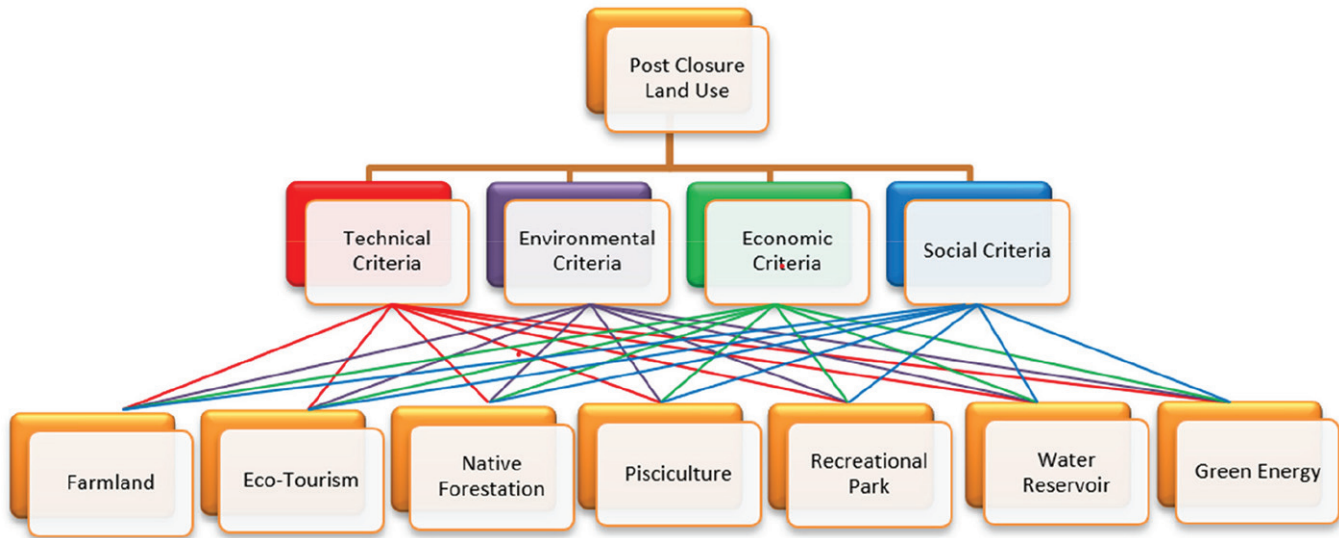 Post Closure
Land Use
Technical
Criteria
Environmental
Criteria
Economic
Criteria
Social Criteria
Farmland
Eco-Tourism
Native
Forestation
Pisciculture
Recreational
Park
Water
Reservoir
Green Energy